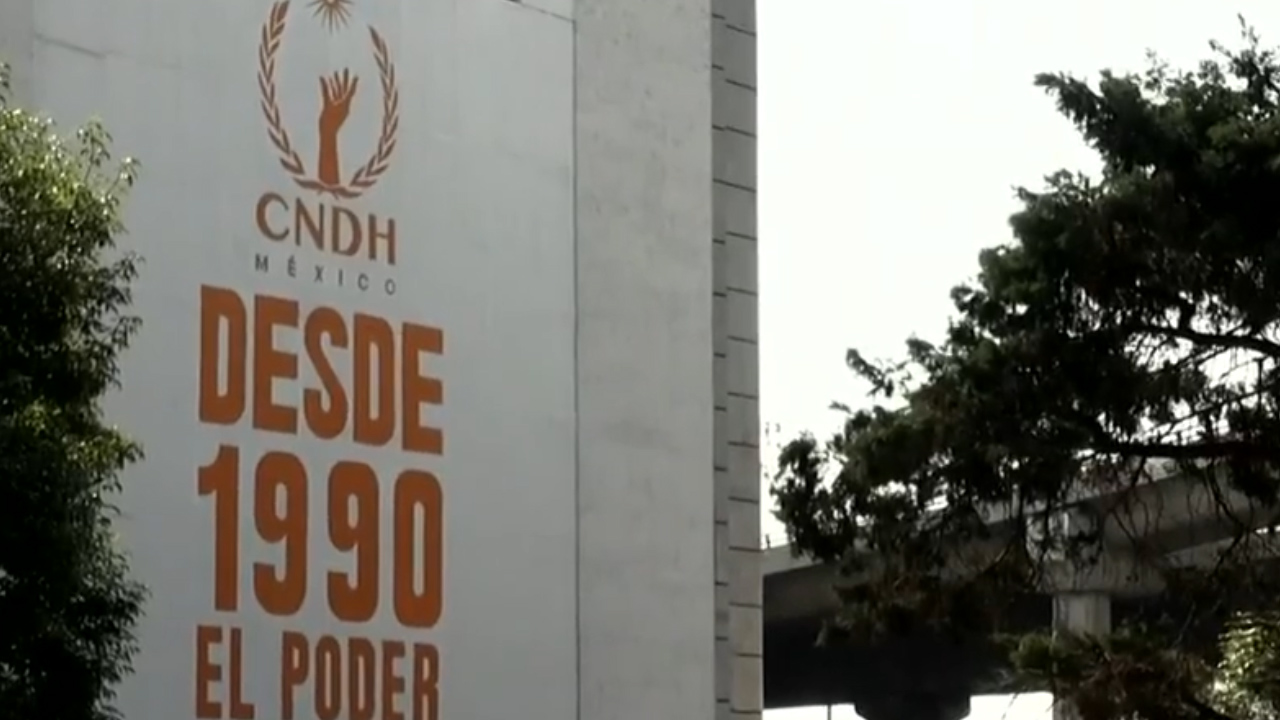 CNDH
MÉXICO
DESDE
1990
EL PODER